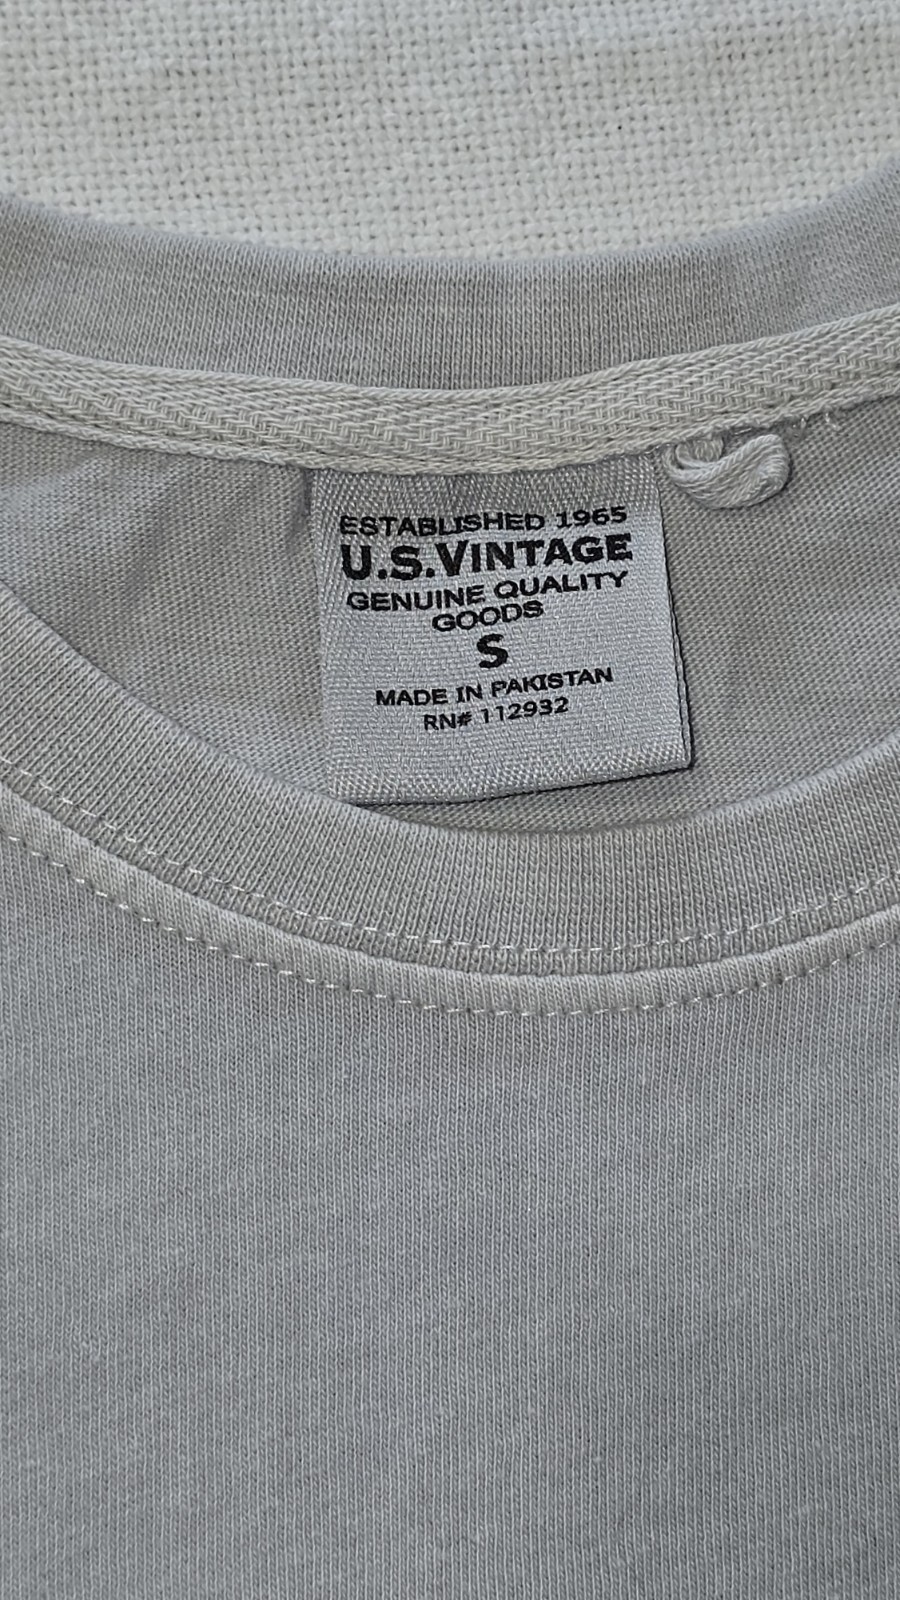 ESTABLISHED 1965
U.S.VINTAGE
GENUINE QUALITY
GOODS
S
MADE IN PAKISTAN
RN# 112932